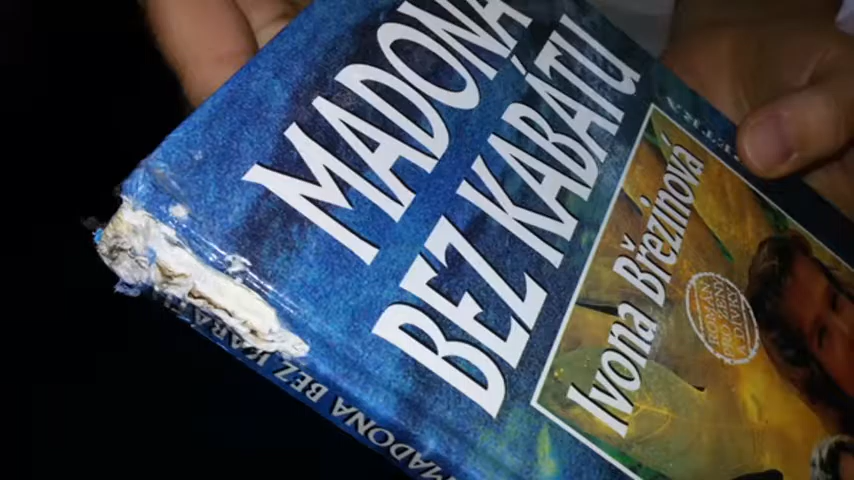 MADONA
BEZ KABÁTU
Ivona Březinová
ROMÁN
PRO ŽENY
A DÍVKY
MADONA BEZ KABÁTU